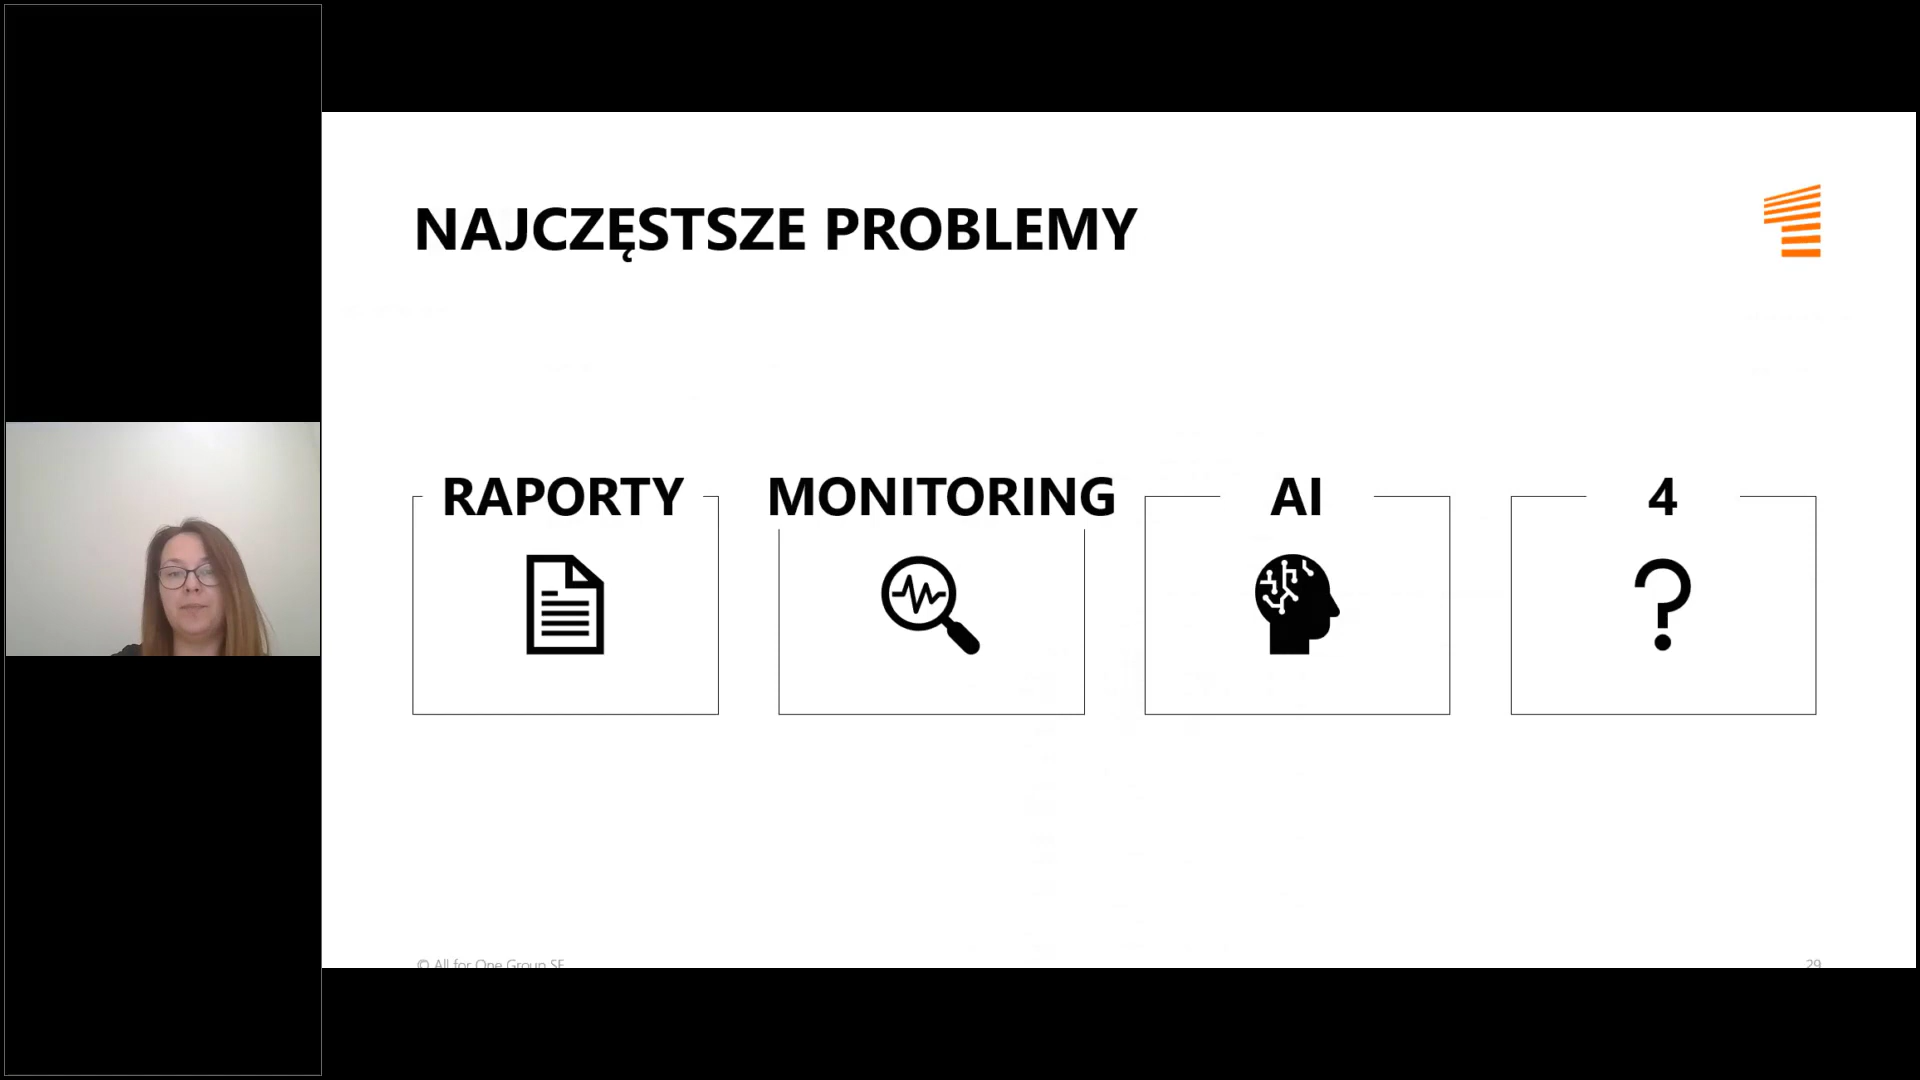 NAJCZĘSTSZE PROBLEMY
RAPORTY MONITORING AI 4
© All for One Group SE 29